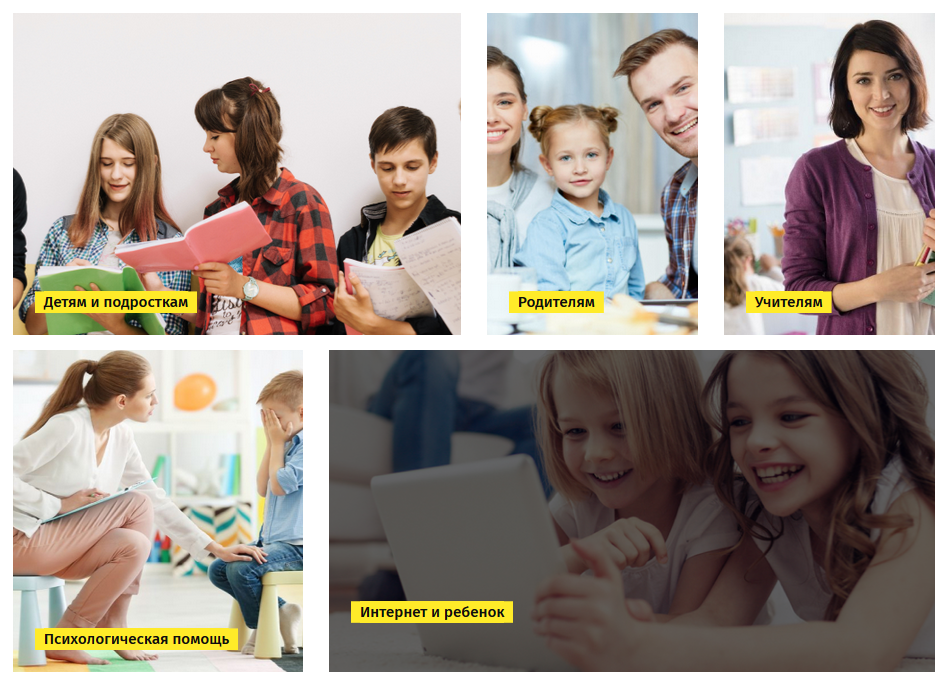 Детям и подросткам
Родителям
Учителям
Психологическая помощь
Интернет и ребенок